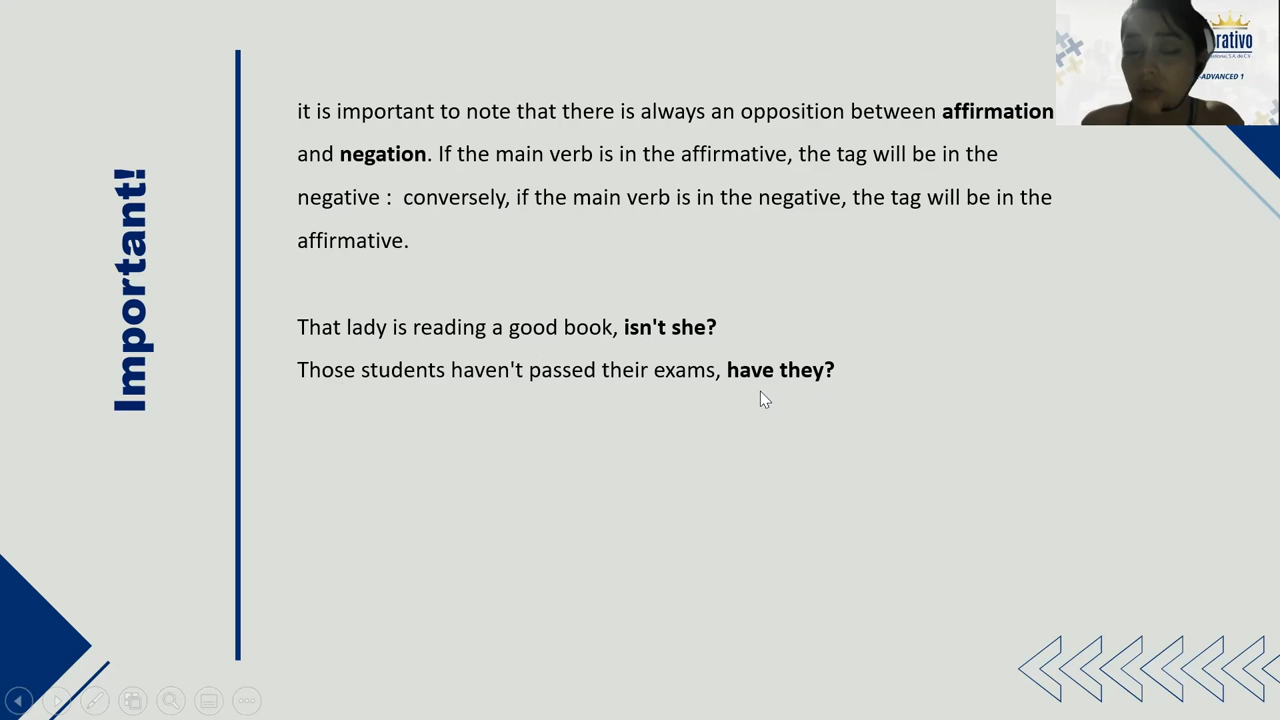 Important!
it is important to note that there is always an opposition between affirmation
and negation. If the main verb is in the affirmative, the tag will be in the
negative :  conversely, if the main verb is in the negative, the tag will be in the
affirmative.
That lady is reading a good book, isn't she?
Those students haven't passed their exams, have they?
rativo
S.A. de C.V.
-ADVANCED 1